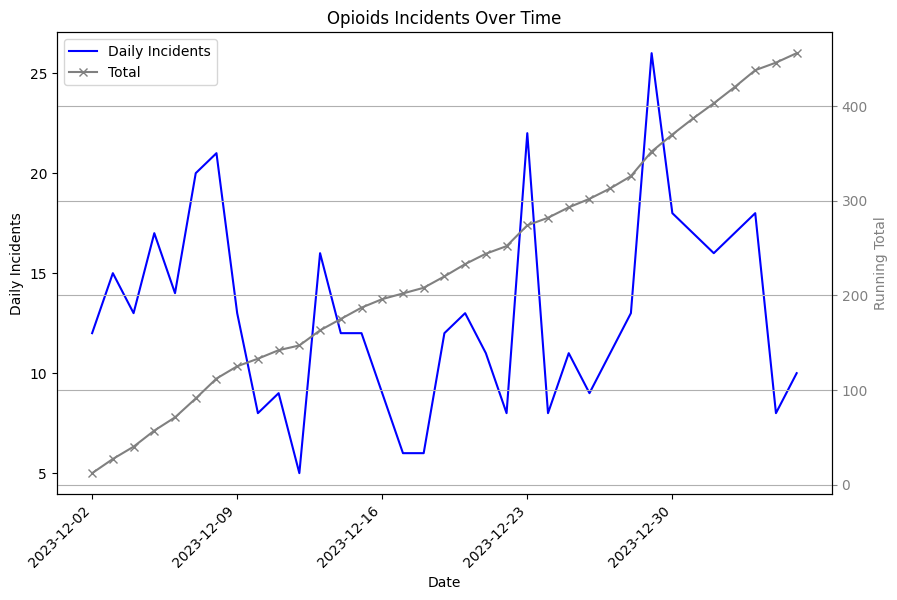 Opioids Incidents Over Time
Daily Incidents
Total
25
20
15
10
5
Daily Incidents
400
300
200
100
0
Running Total
2023-12-02
2023-12-09
2023-12-16
2023-12-23
2023-12-30
Date